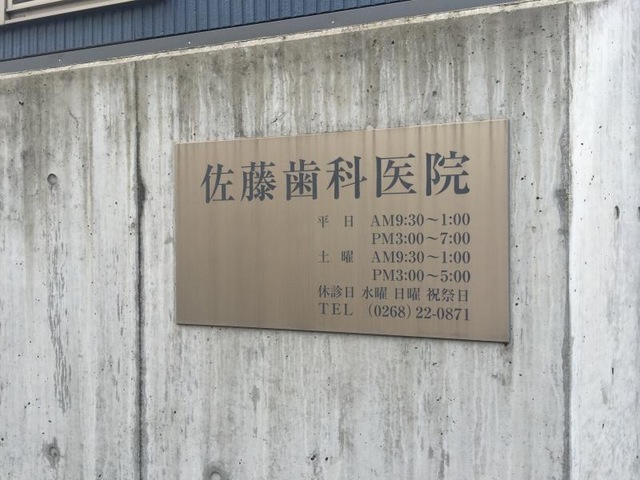 佐藤歯科医院
平 日 AM9:30〜1:00
PM3:00〜7:00
土 曜 AM9:30〜1:00
PM3:00〜5:00
休診日 水曜 日曜 祝祭日
TEL (0268) 22-0871